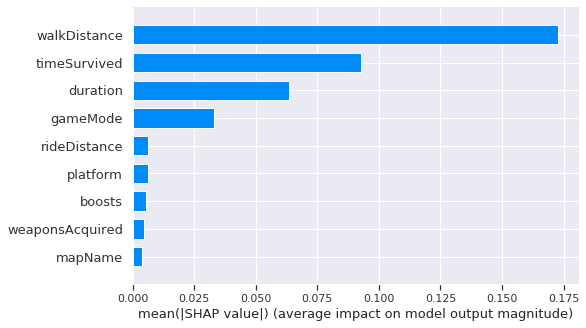 walkDistance
timeSurvived
duration
gameMode
rideDistance
platform
boosts
weaponsAcquired
mapName
0.000 0.025 0.050 0.075 0.100 0.125 0.150 0.175
mean(|SHAP value|) (average impact on model output magnitude)